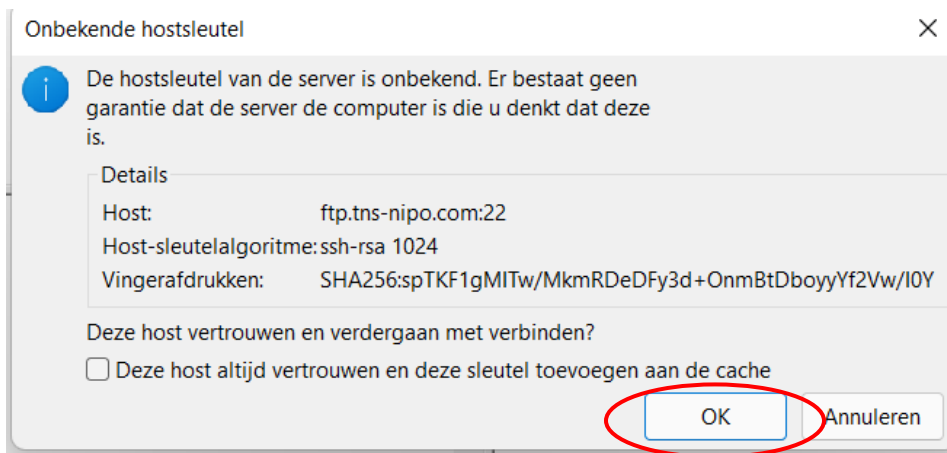 Onbekende hostsleutel
De hostsleutel van de server is onbekend. Er bestaat geen
garantie dat de server de computer is die u denkt dat deze
is.
Details
Host: ftp.tns-nipo.com:22
Host-sleutelalgoritme: ssh-rsa 1024
Vingerafdrukken: SHA256:spTKF1gMITw/MkmRDeDFy3d+OnmBtDboyyYf2Vw/I0Y
Deze host vertrouwen en verdergaan met verbinden?
Deze host altijd vertrouwen en deze sleutel toevoegen aan de cache
OK Annuleren